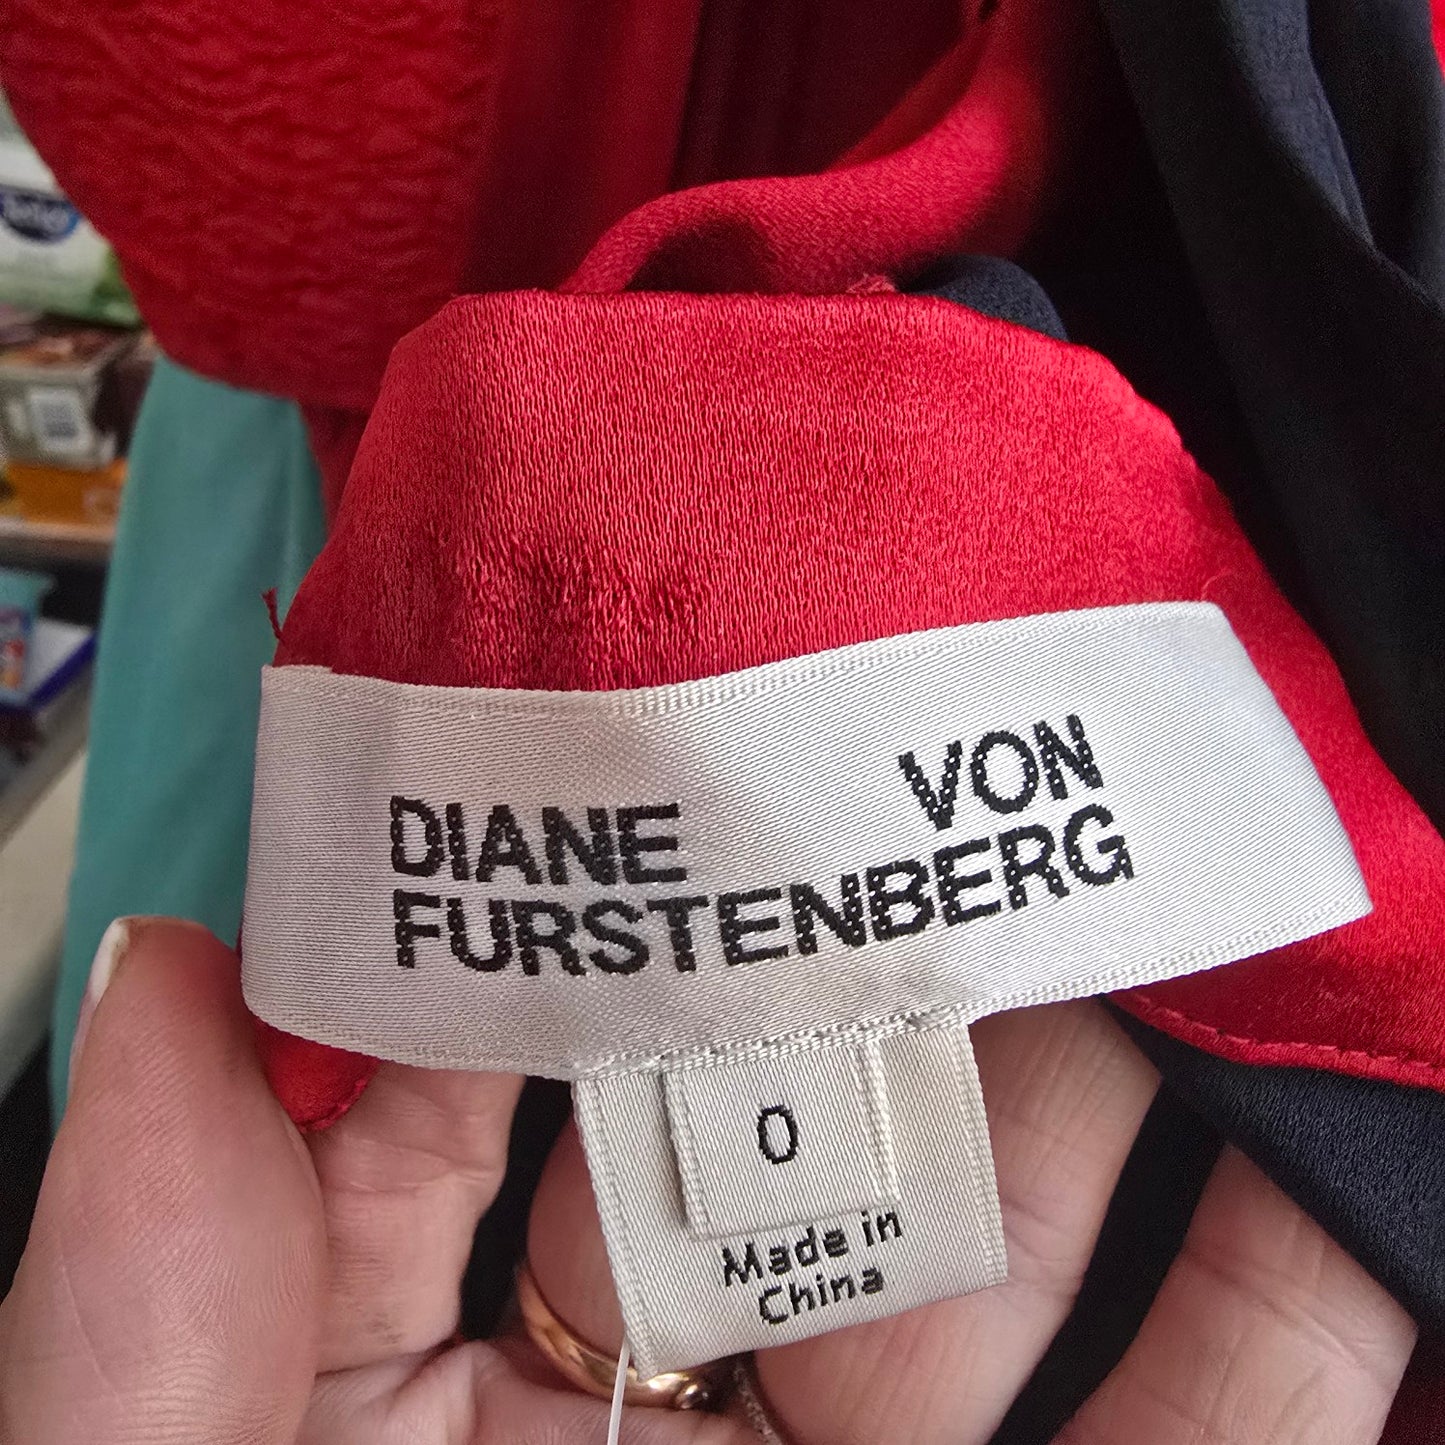 DIANE VON
FURSTENBERG
0
Made in
China